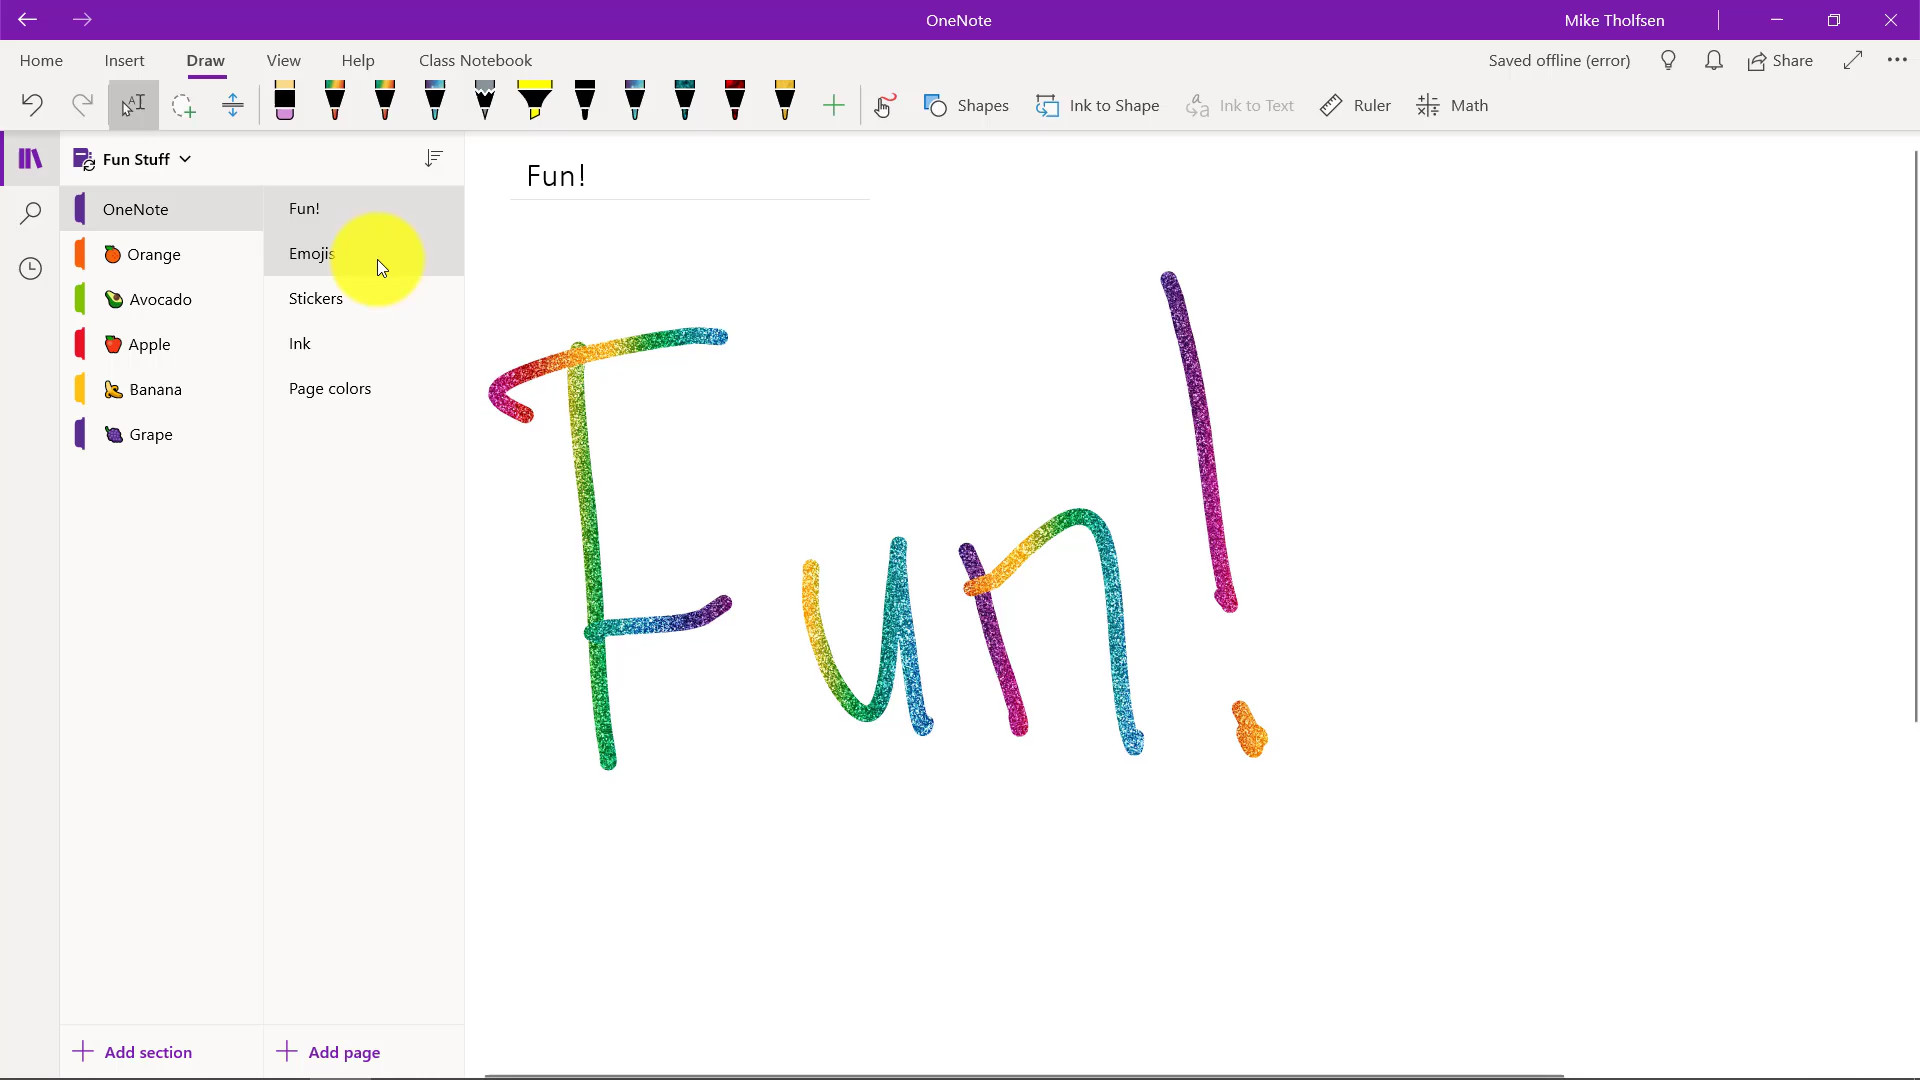 OneNote
Mike Tholfsen
Home Insert Draw View Help Class Notebook
Saved offline (error) Share
Shapes Ink to Shape Ink to Text Ruler Math
Fun Stuff
OneNote
Orange
Avocado
Apple
Banana
Grape
Fun!
Emojis
Stickers
Ink
Page colors
Fun!
Fun!
Add section
Add page